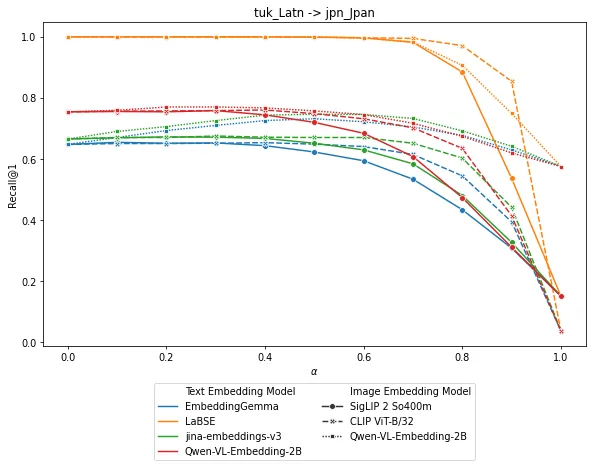 tuk_Latn -> jpn_Jpan
1.0
0.8
0.6
0.4
0.2
0.0
Recall@1
0.0 0.2 0.4 0.6 0.8 1.0
α
Text Embedding Model Image Embedding Model
EmbeddingGemma SigLIP 2 So400m
LaBSE CLIP ViT-B/32
jina-embeddings-v3 Qwen-VL-Embedding-2B
Qwen-VL-Embedding-2B